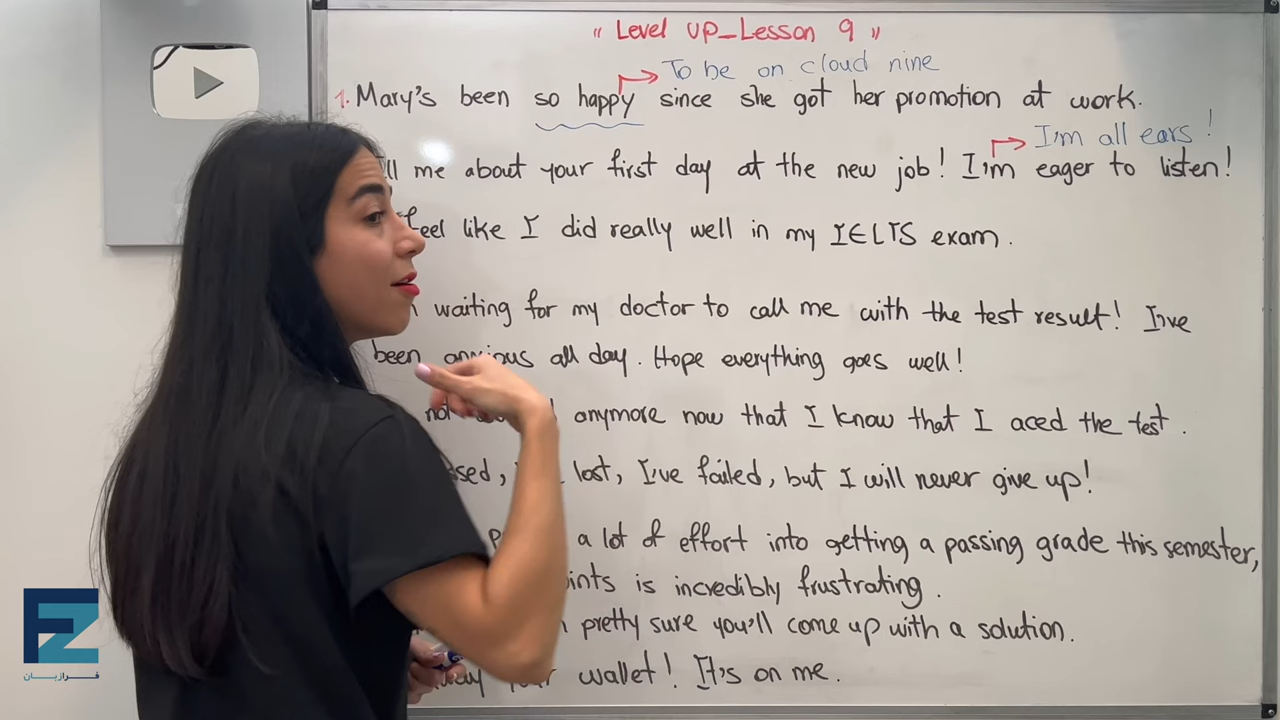 “ Level up_Lesson 9 ”
To be on cloud nine
1. Mary's been so happy since she got her promotion at work.
I'm all ears !
me about your first day at the new job! I'm eager to listen!
feel like I did really well in my IELTS exam.
waiting for my doctor to call me with the test result! I've
been anxious all day. Hope everything goes well!
not anymore now that I know that I aced the test.
lost, I've failed, but I will never give up!
a lot of effort into getting a passing grade this semester,
is incredibly frustrating.
pretty sure you'll come up with a solution.
your wallet! It's on me.
FZ
فرازبان